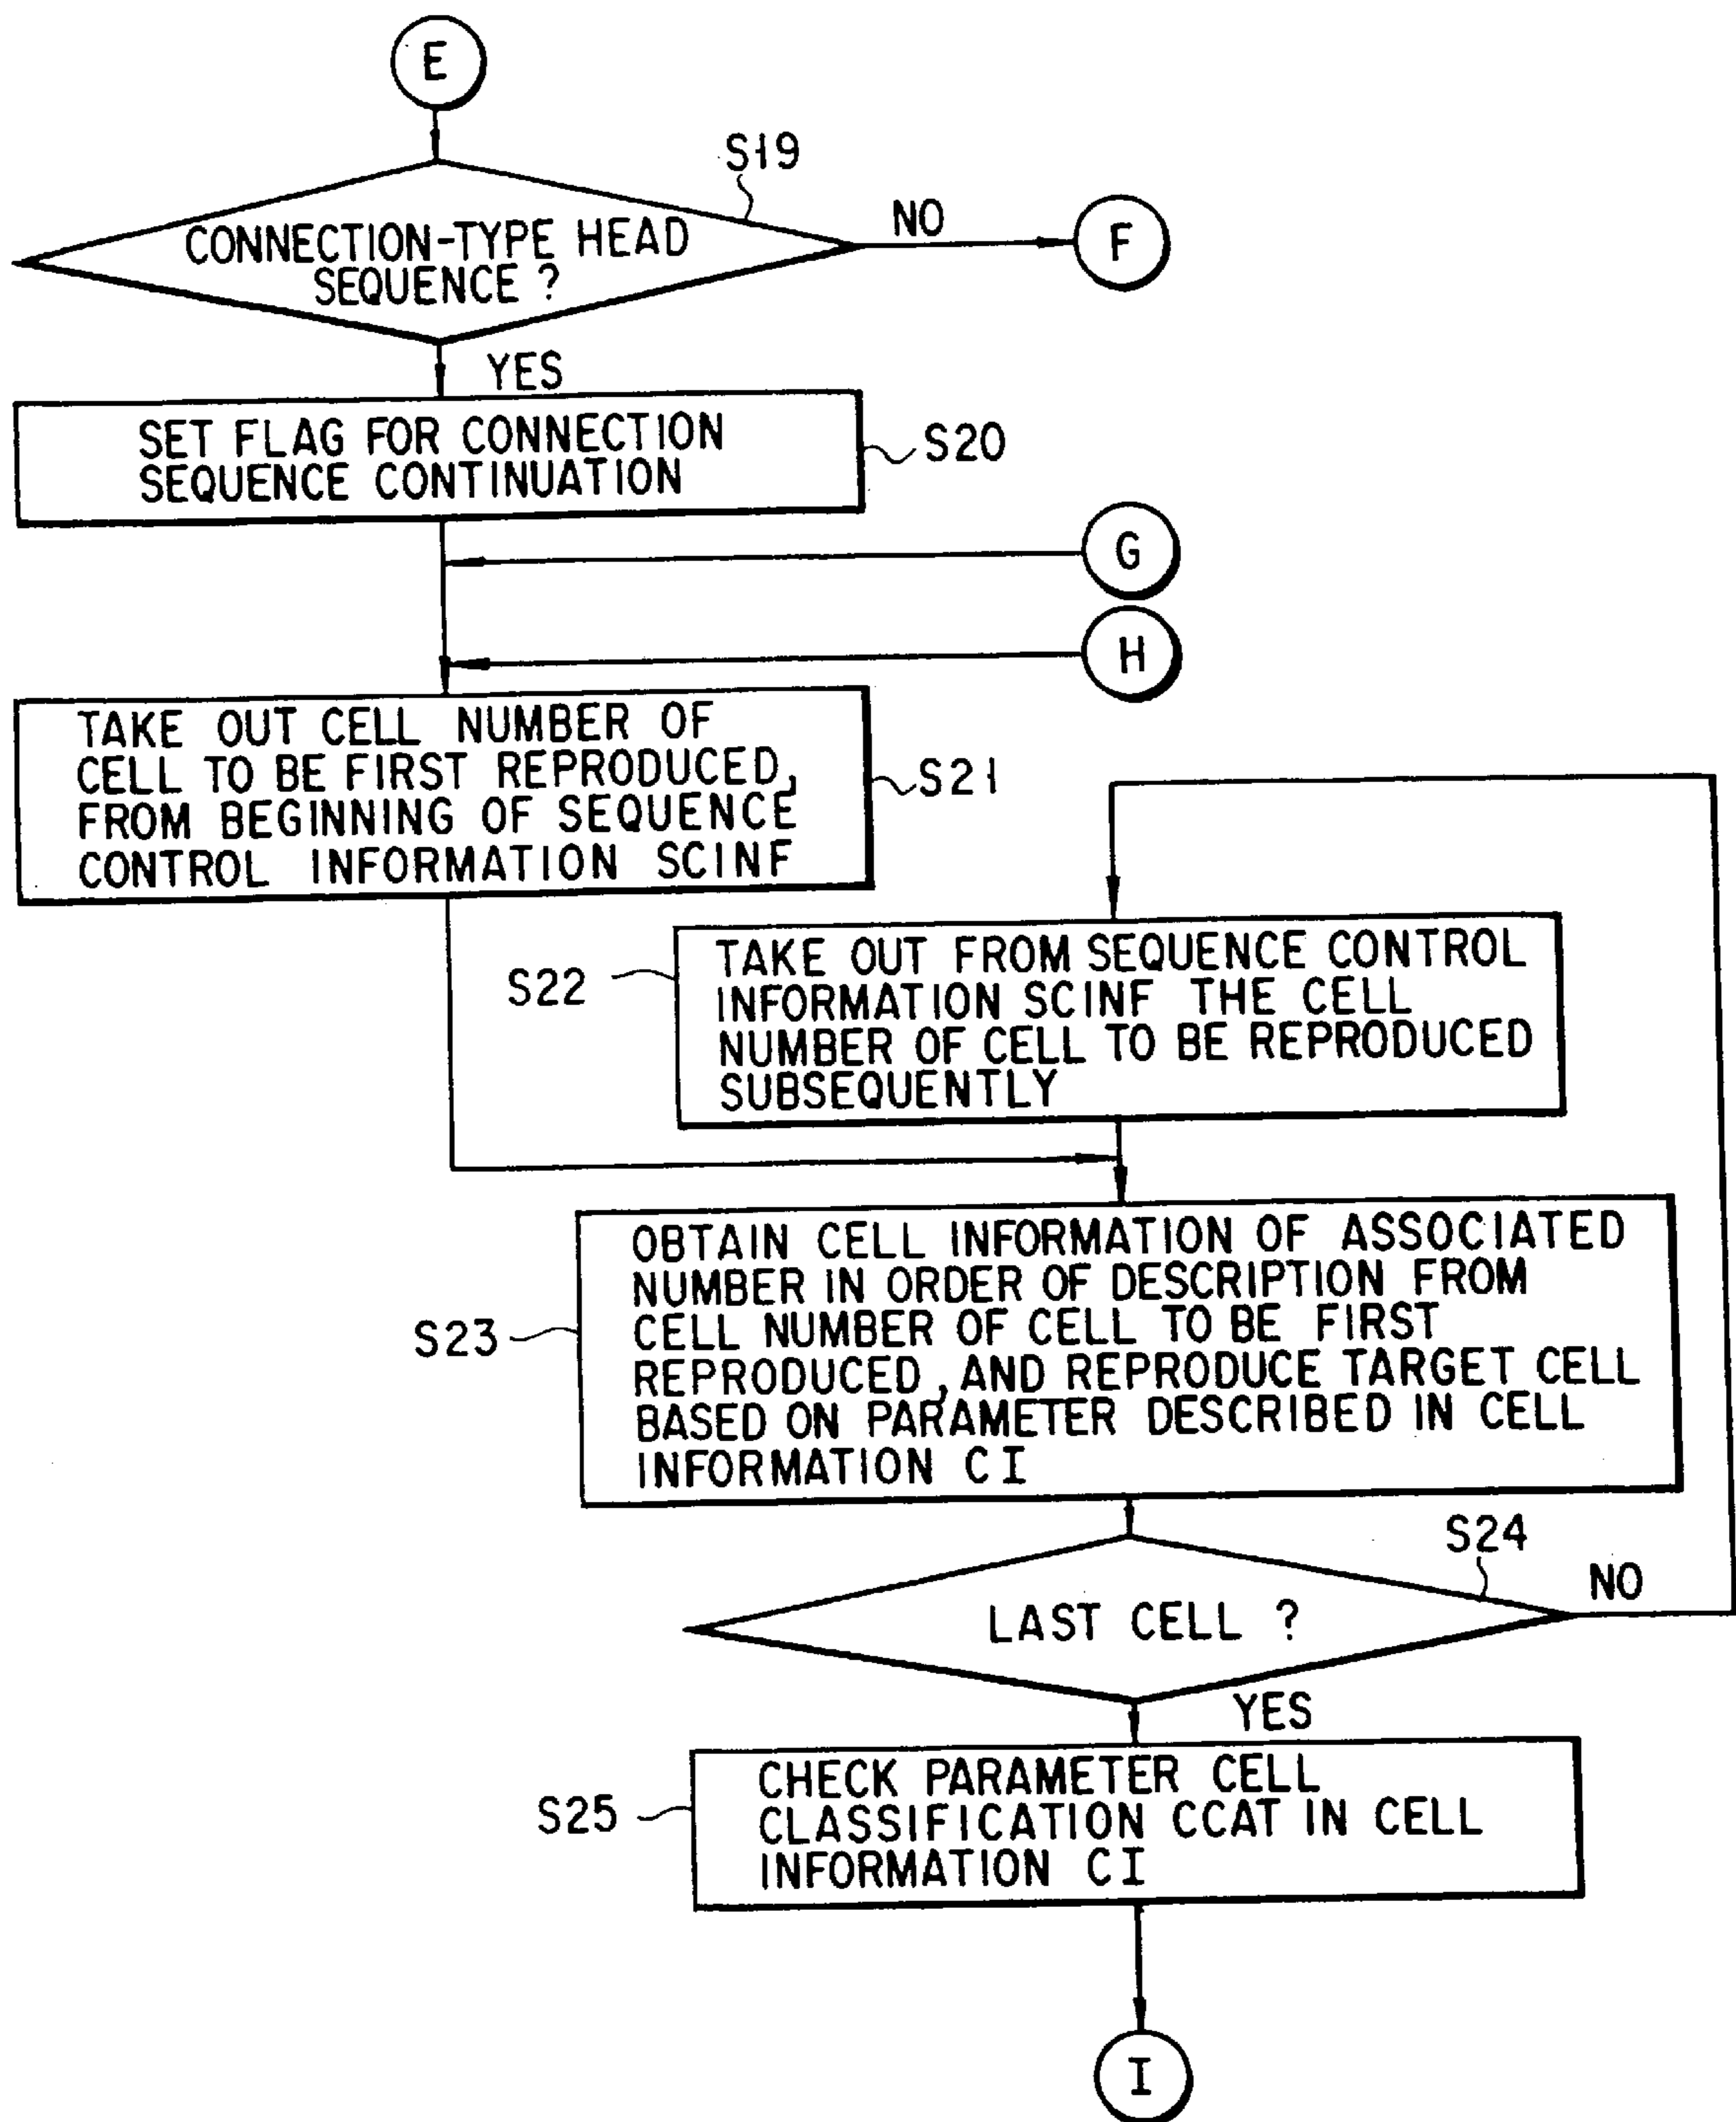 E
S19
CONNECTION-TYPE HEAD
SEQUENCE ?
NO
F
YES
SET FLAG FOR CONNECTION
SEQUENCE CONTINUATION
S20
G
H
TAKE OUT CELL NUMBER OF
CELL TO BE FIRST REPRODUCED,
FROM BEGINNING OF SEQUENCE
CONTROL INFORMATION SCINF
S21
S22
TAKE OUT FROM SEQUENCE CONTROL
INFORMATION SCINF THE CELL
NUMBER OF CELL TO BE REPRODUCED
SUBSEQUENTLY
S23
OBTAIN CELL INFORMATION OF ASSOCIATED
NUMBER IN ORDER OF DESCRIPTION FROM
CELL NUMBER OF CELL TO BE FIRST
REPRODUCED, AND REPRODUCE TARGET CELL
BASED ON PARAMETER DESCRIBED IN CELL
INFORMATION CI
S24
LAST CELL ?
NO
YES
S25
CHECK PARAMETER CELL
CLASSIFICATION CCAT IN CELL
INFORMATION CI
I